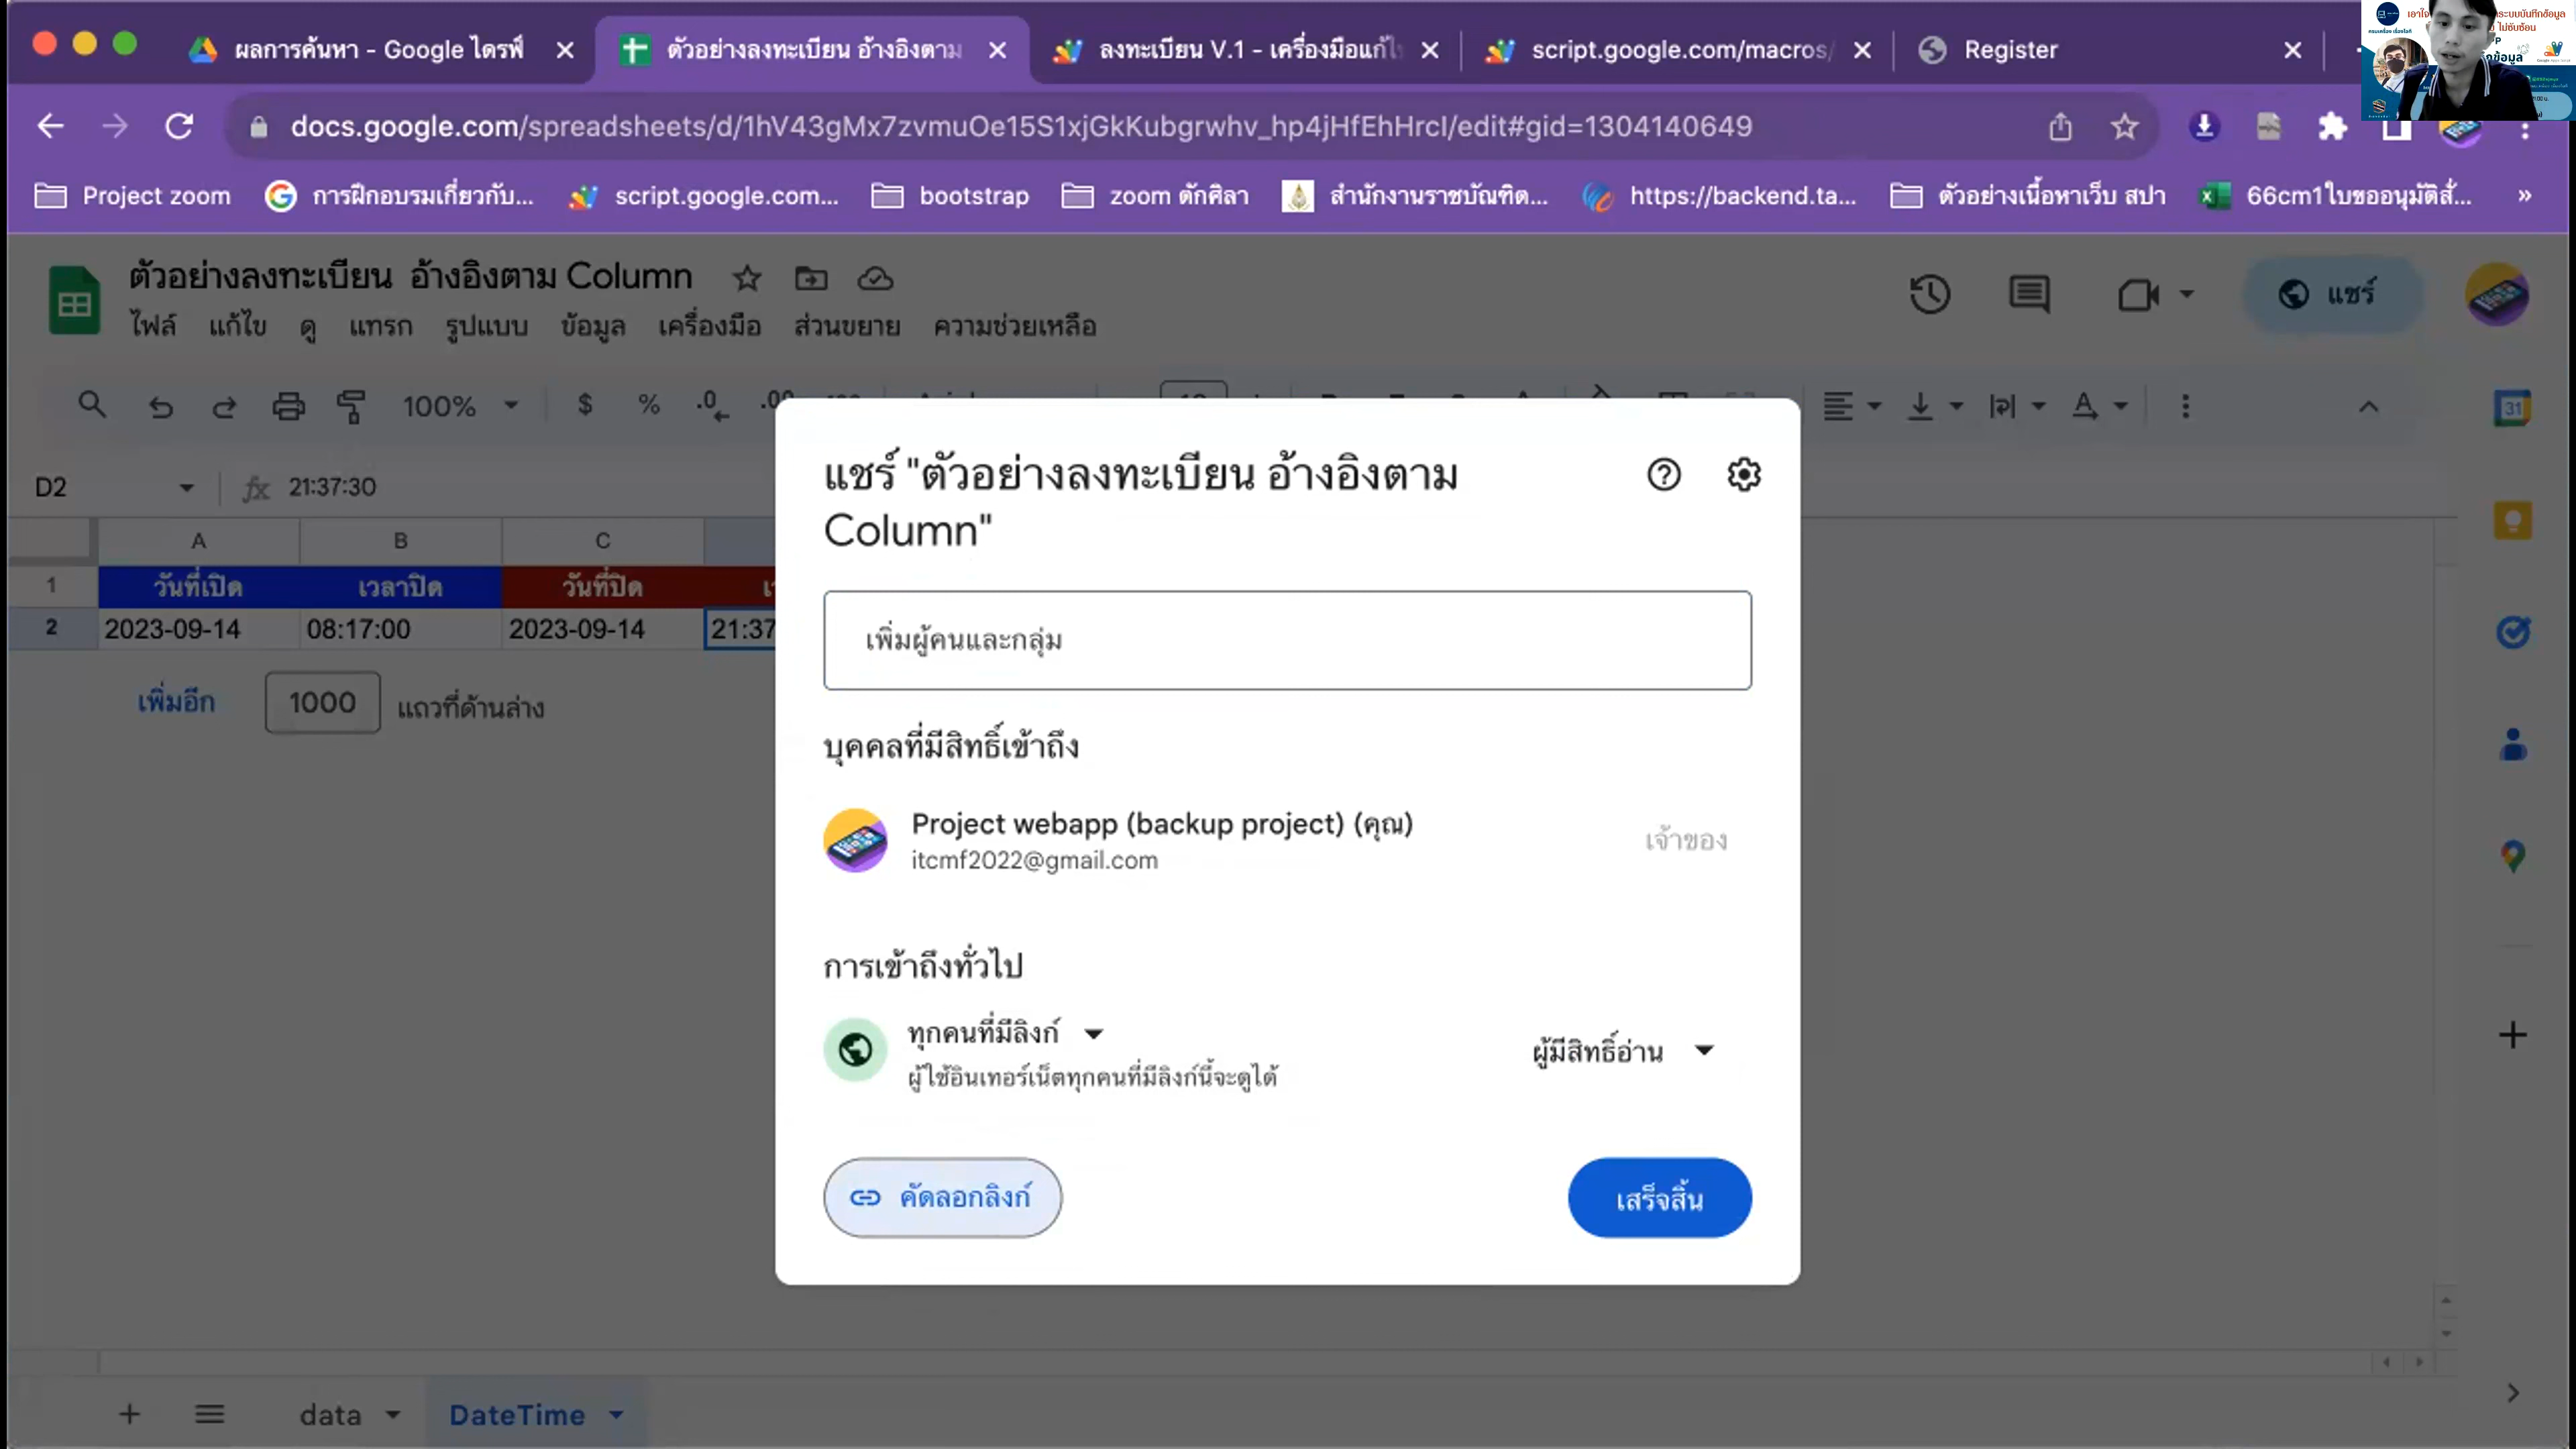 ผลการค้นหา - Google ไดรฟ์
ตัวอย่างลงทะเบียน อ้างอิงตาม
ลงทะเบียน V.1 - เครื่องมือแก้ไข
script.google.com/macros/
Register
docs.google.com/spreadsheets/d/1hV43gMx7zvmuOe15S1xjGkKubgrwhv_hp4jHfEhHrcI/edit#gid=1304140649
Project zoom
การฝึกอบรมเกี่ยวกับ...
script.google.com...
bootstrap
zoom ตักศิลา
สำนักงานราชบัณฑิต...
https://backend.ta...
ตัวอย่างเนื้อหาเว็บ สปา
66cm1ใบขออนุมัติสั่...
»
ตัวอย่างลงทะเบียน อ้างอิงตาม Column
ไฟล์ แก้ไข ดู แทรก รูปแบบ ข้อมูล เครื่องมือ ส่วนขยาย ความช่วยเหลือ
แชร์
100% $ % .0
D2 fx 21:37:30
A B C
1 วันที่เปิด เวลาปิด วันที่ปิด
2 2023-09-14 08:17:00 2023-09-14 21:37
เพิ่มอีก 1000 แถวที่ด้านล่าง
แชร์ "ตัวอย่างลงทะเบียน อ้างอิงตาม
Column"
เพิ่มผู้คนและกลุ่ม
บุคคลที่มีสิทธิ์เข้าถึง
Project webapp (backup project) (คุณ)
itcmf2022@gmail.com
เจ้าของ
การเข้าถึงทั่วไป
ทุกคนที่มีลิงก์
ผู้ใช้อินเทอร์เน็ตทุกคนที่มีลิงก์นี้จะดูได้
ผู้มีสิทธิ์อ่าน
คัดลอกลิงก์
เสร็จสิ้น
data
DateTime
31